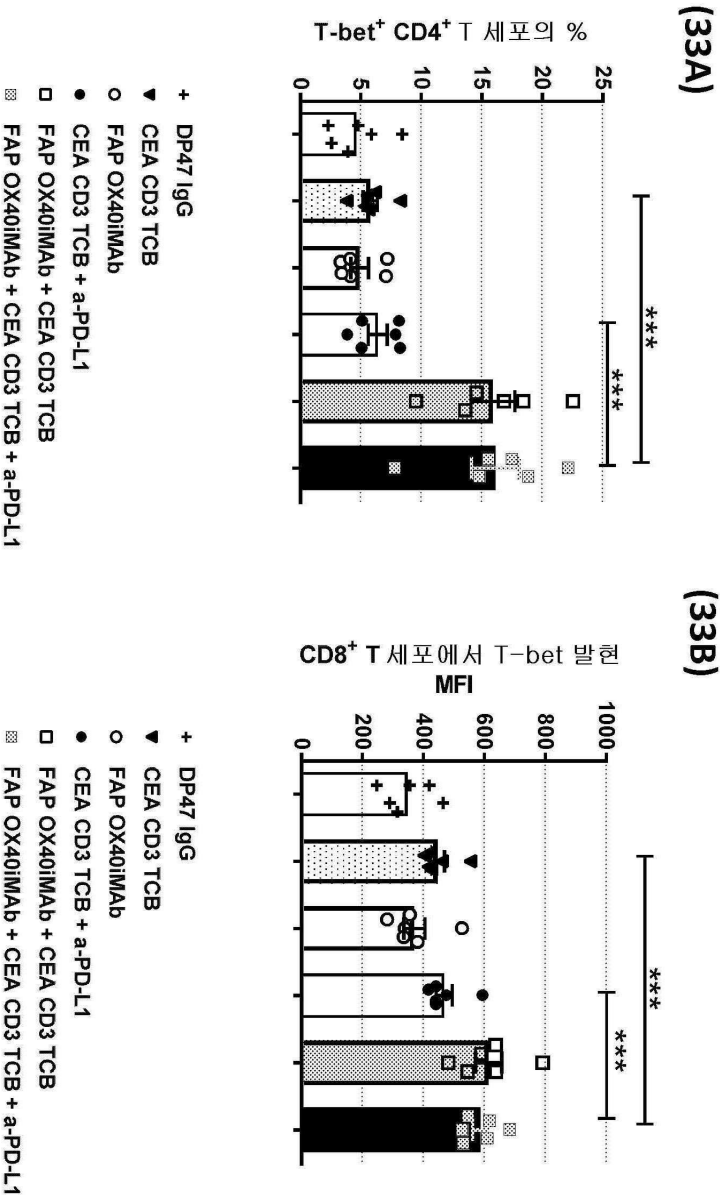 (33A)
T-bet⁺ CD4⁺ T 세포의 %
0
5
10
15
20
25
***
***
+ DP47 IgG
▲ CEA CD3 TCB
○ FAP OX40iMAb
● CEA CD3 TCB + a-PD-L1
□ FAP OX40iMAb + CEA CD3 TCB
▩ FAP OX40iMAb + CEA CD3 TCB + a-PD-L1
(33B)
CD8⁺ T 세포에서 T-bet 발현
MFI
0
200
400
600
800
1000
***
***
+ DP47 IgG
▲ CEA CD3 TCB
○ FAP OX40iMAb
● CEA CD3 TCB + a-PD-L1
□ FAP OX40iMAb + CEA CD3 TCB
▩ FAP OX40iMAb + CEA CD3 TCB + a-PD-L1